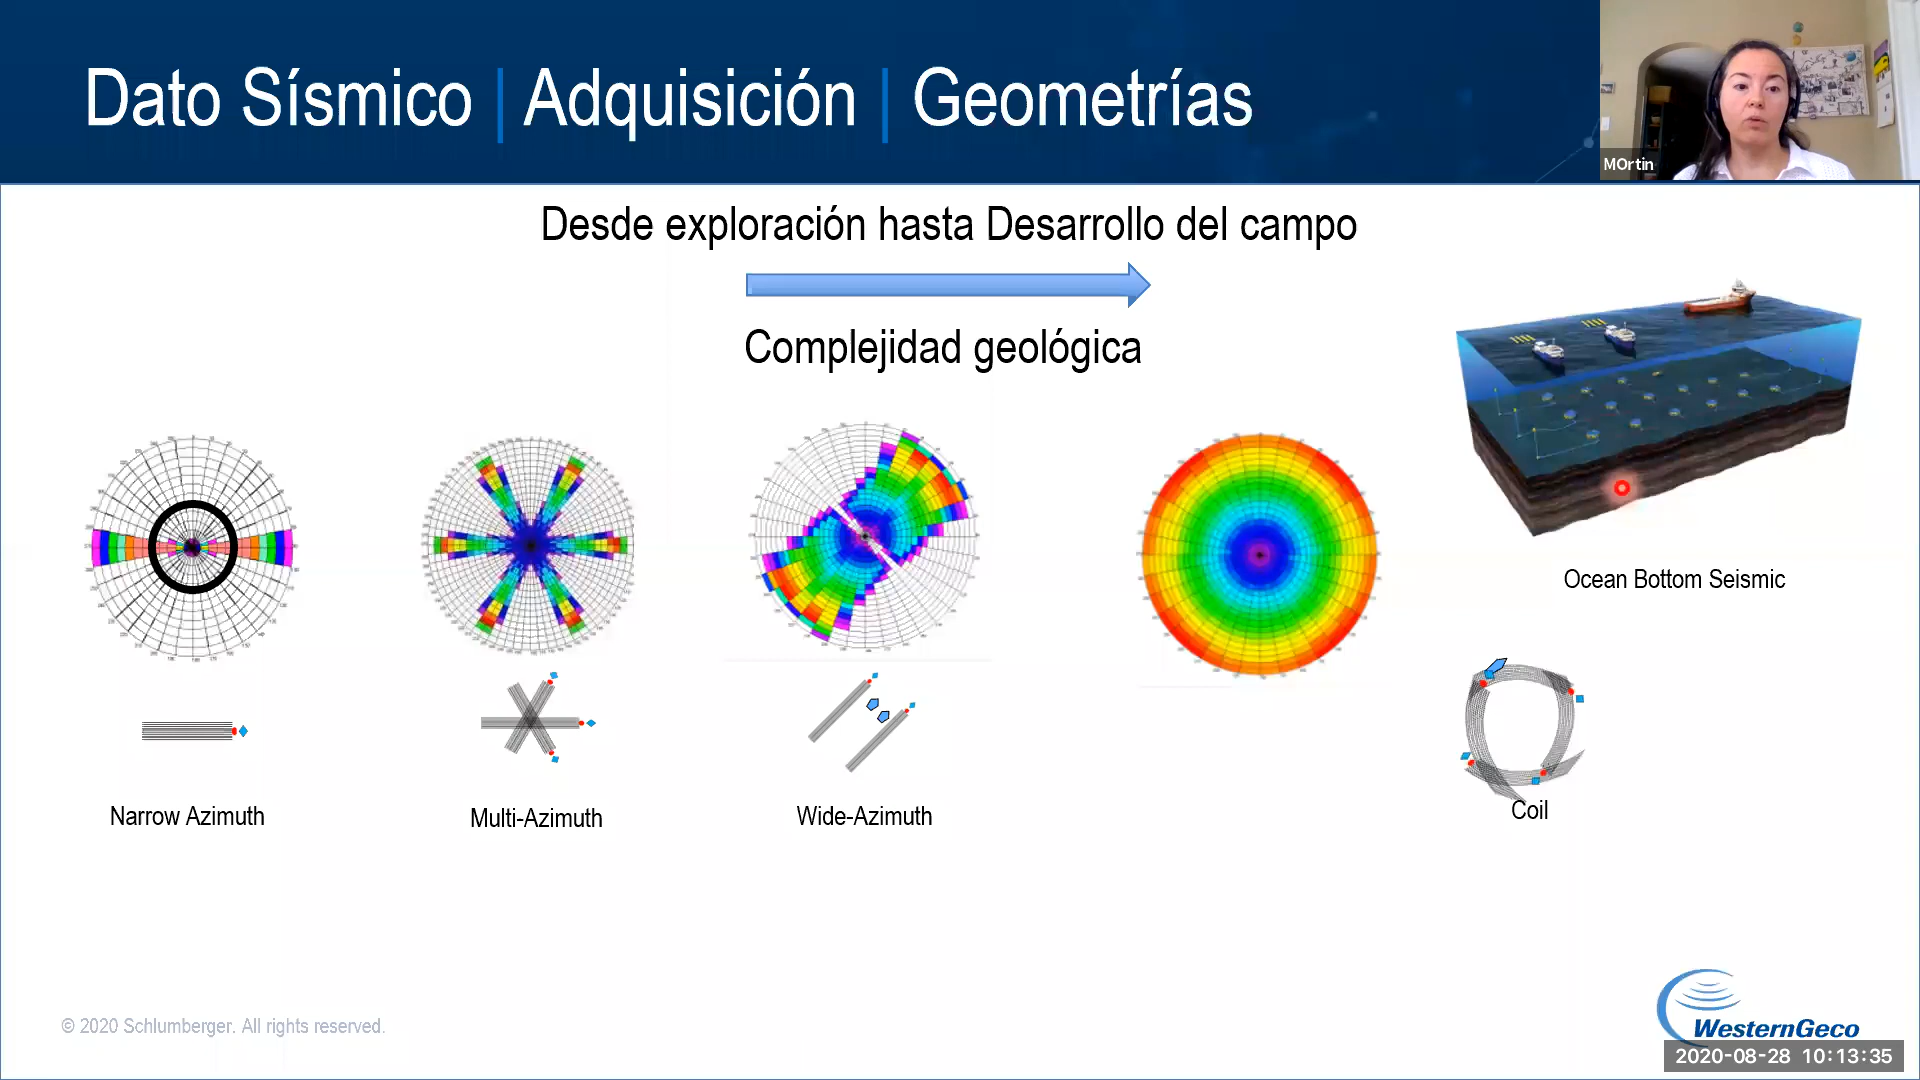 Dato Sísmico | Adquisición | Geometrías
MOrtin
Desde exploración hasta Desarrollo del campo
Complejidad geológica
Ocean Bottom Seismic
Narrow Azimuth
Multi-Azimuth
Wide-Azimuth
Coil
© 2020 Schlumberger. All rights reserved.
WesternGeco
2020-08-28 10:13:35